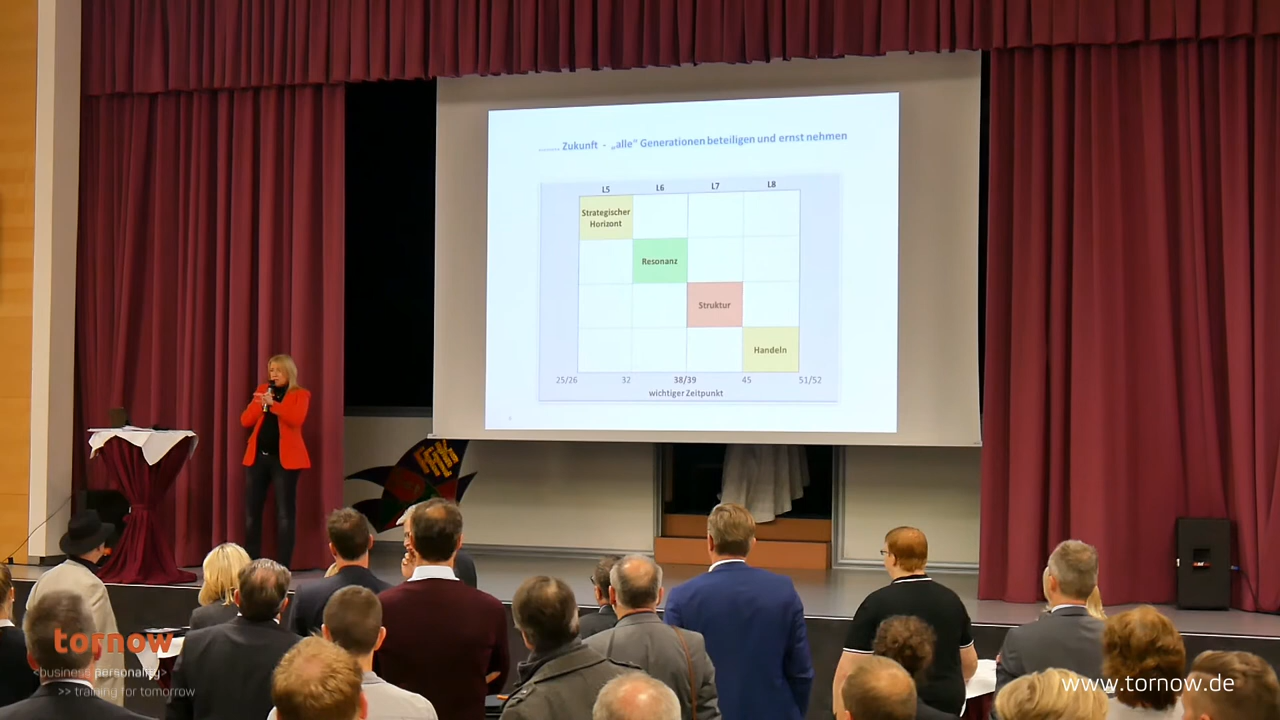 Zukunft - „alle" Generationen beteiligen und ernst nehmen
L5 L6 L7 L8
Strategischer
Horizont
Resonanz
Struktur
Handeln
25/26 32 38/39 45 51/52
wichtiger Zeitpunkt
tornow
<business personality>
>> training for tomorrow
www.tornow.de